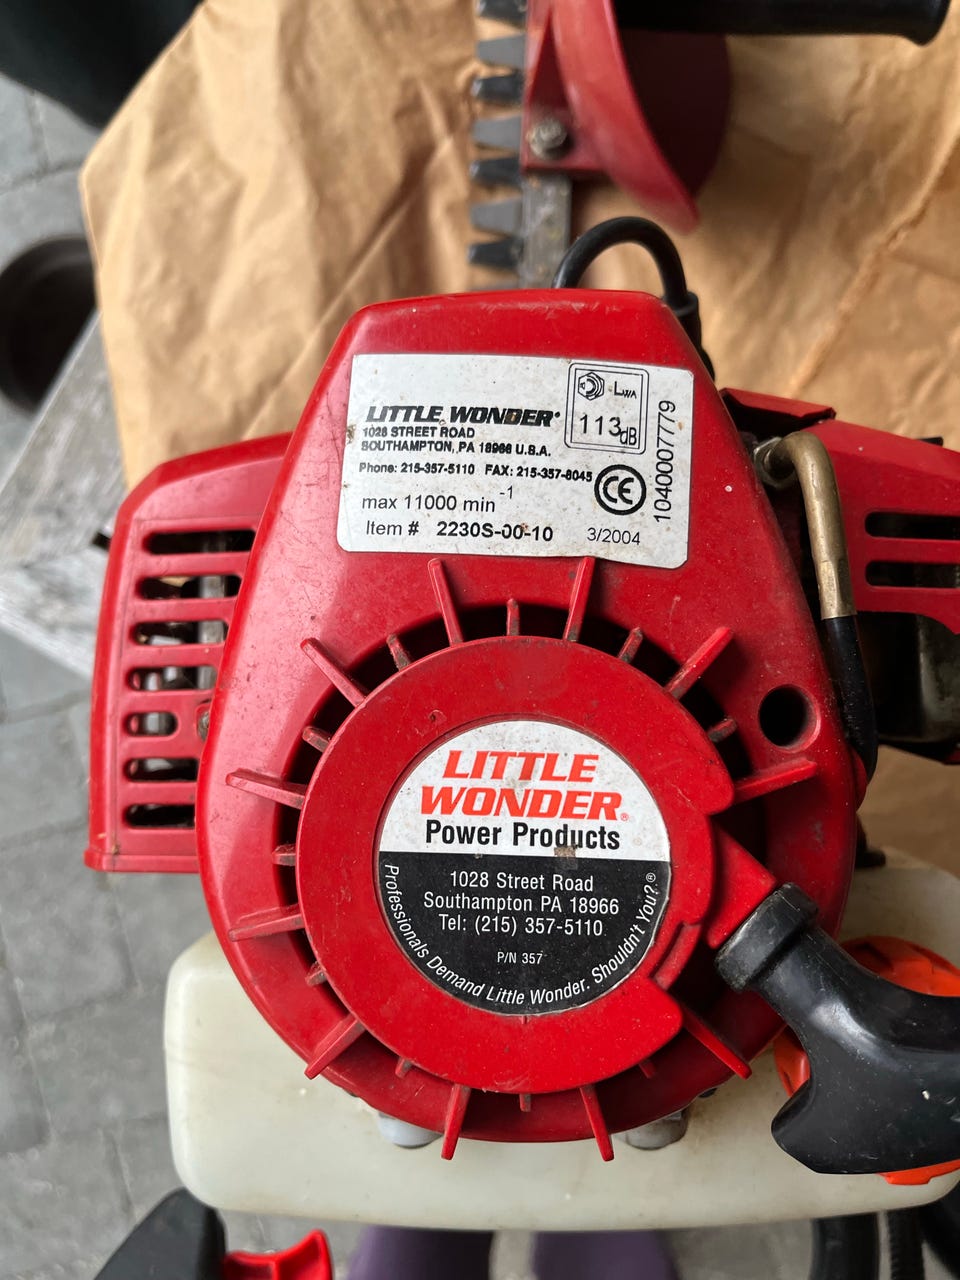 LITTLE WONDER®
1028 STREET ROAD
SOUTHAMPTON, PA 18966 U.S.A.
Phone: 215-357-5110 FAX: 215-357-8045
max 11000 min⁻¹
Item # 2230S-00-10
3/2004
LWA
113dB
CE
1040007779
LITTLE
WONDER®
Power Products
1028 Street Road
Southampton PA 18966
Tel: (215) 357-5110
P/N 357
Professionals Demand Little Wonder. Shouldn't You?®